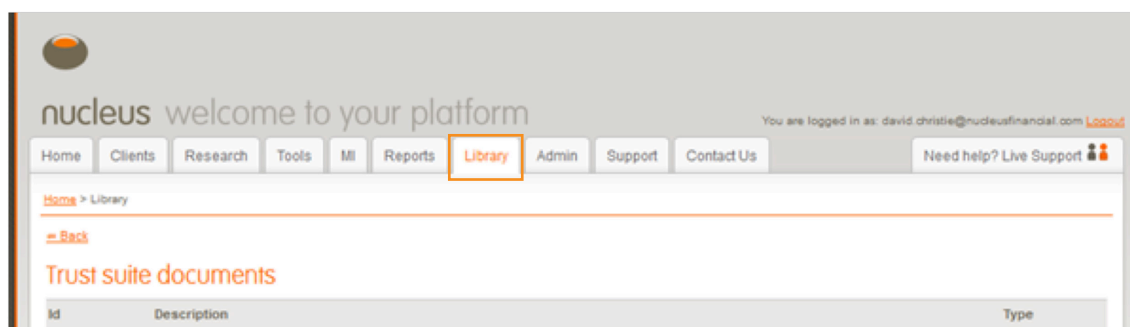 nucleus welcome to your platform
You are logged in as: david.christie@nucleusfinancial.com Logout
Home Clients Research Tools MI Reports Library Admin Support Contact Us Need help? Live Support
Home > Library
⇐ Back
Trust suite documents
Id Description Type